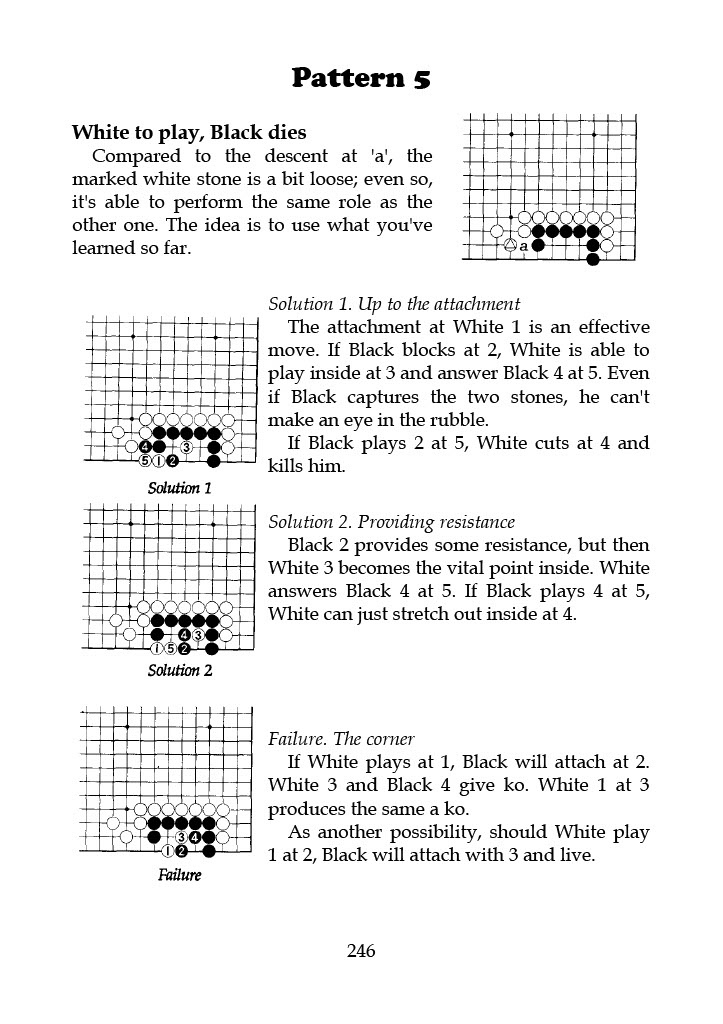 Pattern 5
White to play, Black dies
Compared to the descent at 'a', the
marked white stone is a bit loose; even so,
it's able to perform the same role as the
other one. The idea is to use what you've
learned so far.
a
Solution 1. Up to the attachment
The attachment at White 1 is an effective
move. If Black blocks at 2, White is able to
play inside at 3 and answer Black 4 at 5. Even
if Black captures the two stones, he can't
make an eye in the rubble.
If Black plays 2 at 5, White cuts at 4 and
kills him.
4 3
5 1 2
Solution 1
Solution 2. Providing resistance
Black 2 provides some resistance, but then
White 3 becomes the vital point inside. White
answers Black 4 at 5. If Black plays 4 at 5,
White can just stretch out inside at 4.
4 3
1 5 2
Solution 2
Failure. The corner
If White plays at 1, Black will attach at 2.
White 3 and Black 4 give ko. White 1 at 3
produces the same a ko.
As another possibility, should White play
1 at 2, Black will attach with 3 and live.
3 4
1 2
Failure
246